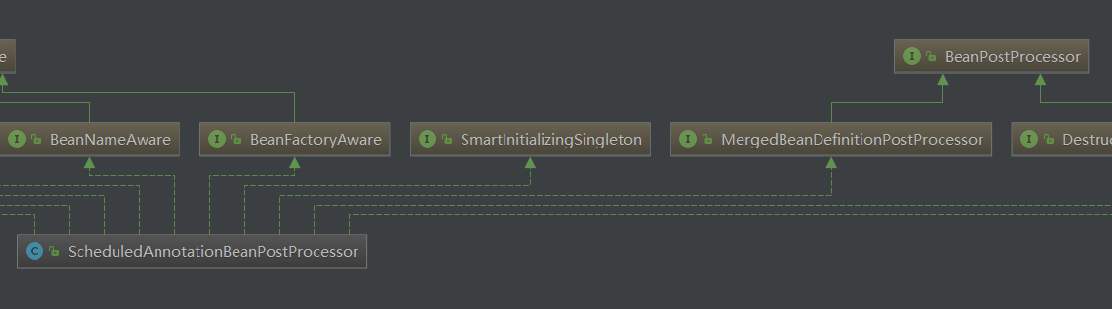 e
BeanPostProcessor
BeanNameAware
BeanFactoryAware
SmartInitializingSingleton
MergedBeanDefinitionPostProcessor
Destruc
ScheduledAnnotationBeanPostProcessor